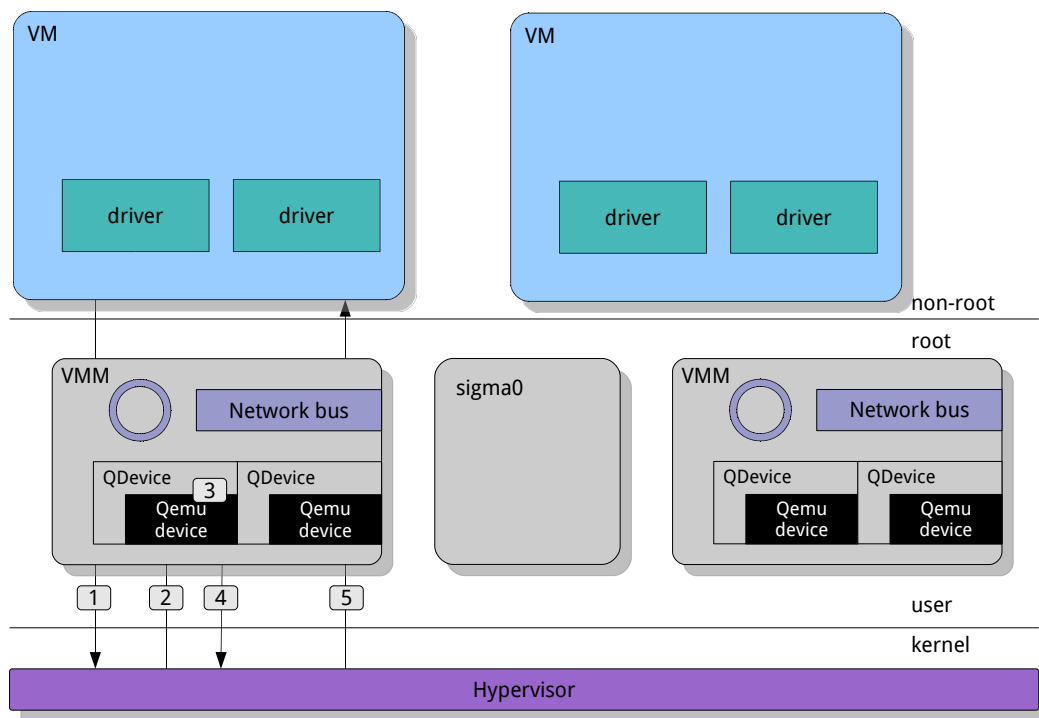 VM
VM
driver
driver
driver
driver
non-root
root
VMM
Network bus
sigma0
VMM
Network bus
QDevice
3
QDevice
QDevice
QDevice
Qemu
device
Qemu
device
Qemu
device
Qemu
device
1
2
4
5
user
kernel
Hypervisor